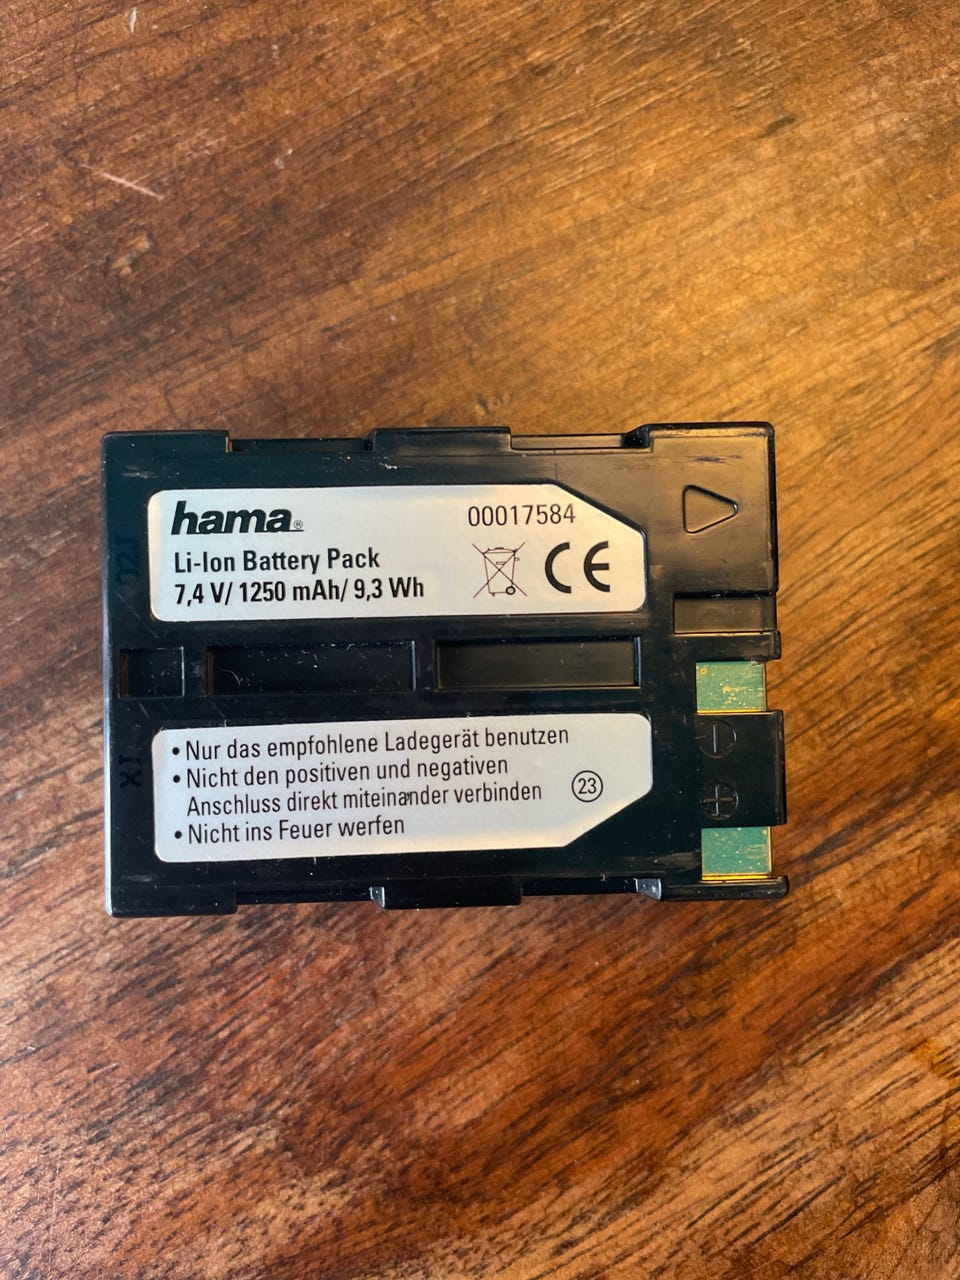 hama®
00017584
Li-Ion Battery Pack
7,4 V/ 1250 mAh/ 9,3 Wh
CE
• Nur das empfohlene Ladegerät benutzen
• Nicht den positiven und negativen
Anschluss direkt miteinander verbinden
• Nicht ins Feuer werfen
23